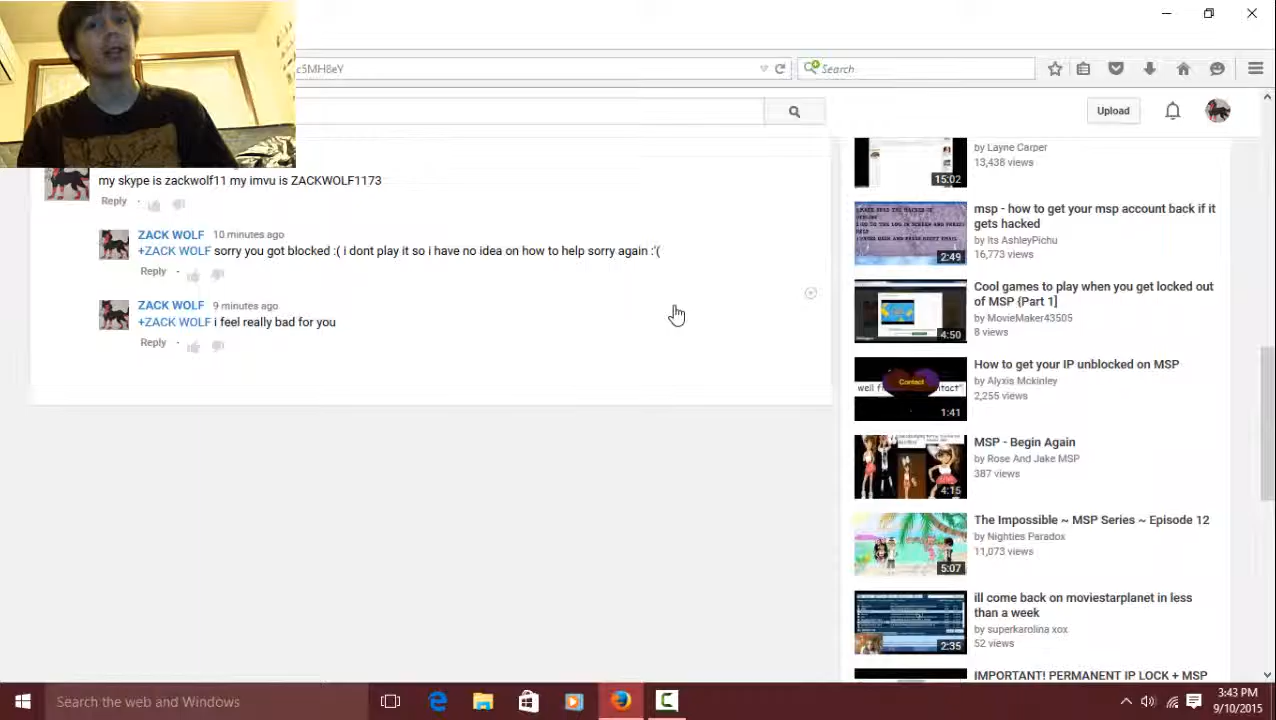 c5MH8eY
Search
Upload
my skype is zackwolf11 my imvu is ZACKWOLF1173
Reply
ZACK WOLF 10 minutes ago
+ZACK WOLF sorry you got blocked :( i dont play it so i have no idea on how to help sorry again :'(
Reply
ZACK WOLF 9 minutes ago
+ZACK WOLF i feel really bad for you
Reply
by Layne Carper
13,438 views
15:02
msp - how to get your msp account back if it
gets hacked
by Its AshleyPichu
16,773 views
2:49
Cool games to play when you get locked out
of MSP {Part 1]
by MovieMaker43505
8 views
4:50
How to get your IP unblocked on MSP
by Alyxis Mckinley
2,255 views
Contact
1:41
MSP - Begin Again
by Rose And Jake MSP
387 views
4:15
The Impossible ~ MSP Series ~ Episode 12
by Nighties Paradox
11,073 views
5:07
ill come back on moviestarplanet in less
than a week
by superkarolina xox
52 views
2:35
IMPORTANT! PERMANENT IP LOCK + MSP
Search the web and Windows
3:43 PM
9/10/2015